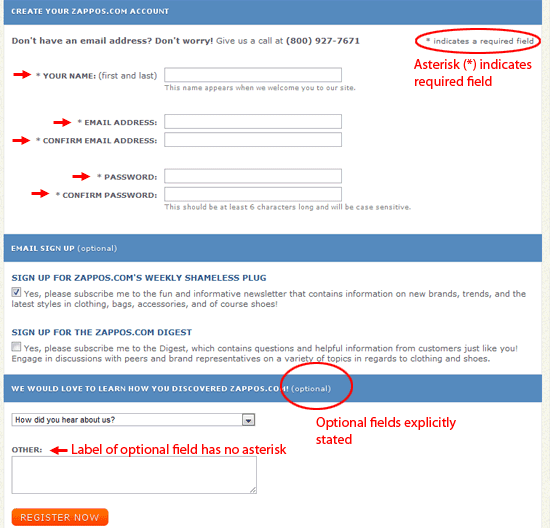 CREATE YOUR ZAPPOS.COM ACCOUNT
Don't have an email address? Don't worry! Give us a call at (800) 927-7671
* indicates a required field
Asterisk (*) indicates
required field
* YOUR NAME: (first and last)
This name appears when we welcome you to our site.
* EMAIL ADDRESS:
* CONFIRM EMAIL ADDRESS:
* PASSWORD:
* CONFIRM PASSWORD:
This should be at least 6 characters long and will be case sensitive.
EMAIL SIGN UP (optional)
SIGN UP FOR ZAPPOS.COM'S WEEKLY SHAMELESS PLUG
Yes, please subscribe me to the fun and informative newsletter that contains information on new brands, trends, and the
latest styles in clothing, bags, accessories, and of course shoes!
SIGN UP FOR THE ZAPPOS.COM DIGEST
Yes, please subscribe me to the Digest, which contains questions and helpful information from customers just like you!
Engage in discussions with peers and brand representatives on a variety of topics in regards to clothing and shoes.
WE WOULD LOVE TO LEARN HOW YOU DISCOVERED ZAPPOS.COM! (optional)
How did you hear about us?
Optional fields explicitly
stated
OTHER:
Label of optional field has no asterisk
REGISTER NOW